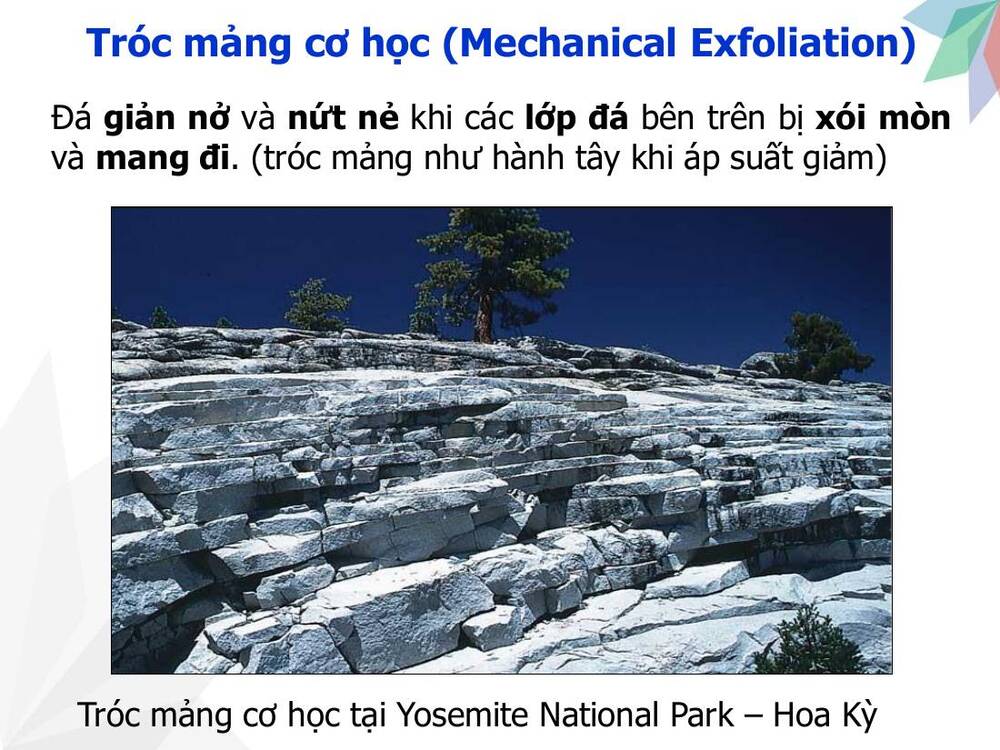 Tróc mảng cơ học (Mechanical Exfoliation)
Đá giản nở và nứt nẻ khi các lớp đá bên trên bị xói mòn
và mang đi. (tróc mảng như hành tây khi áp suất giảm)
Tróc mảng cơ học tại Yosemite National Park – Hoa Kỳ